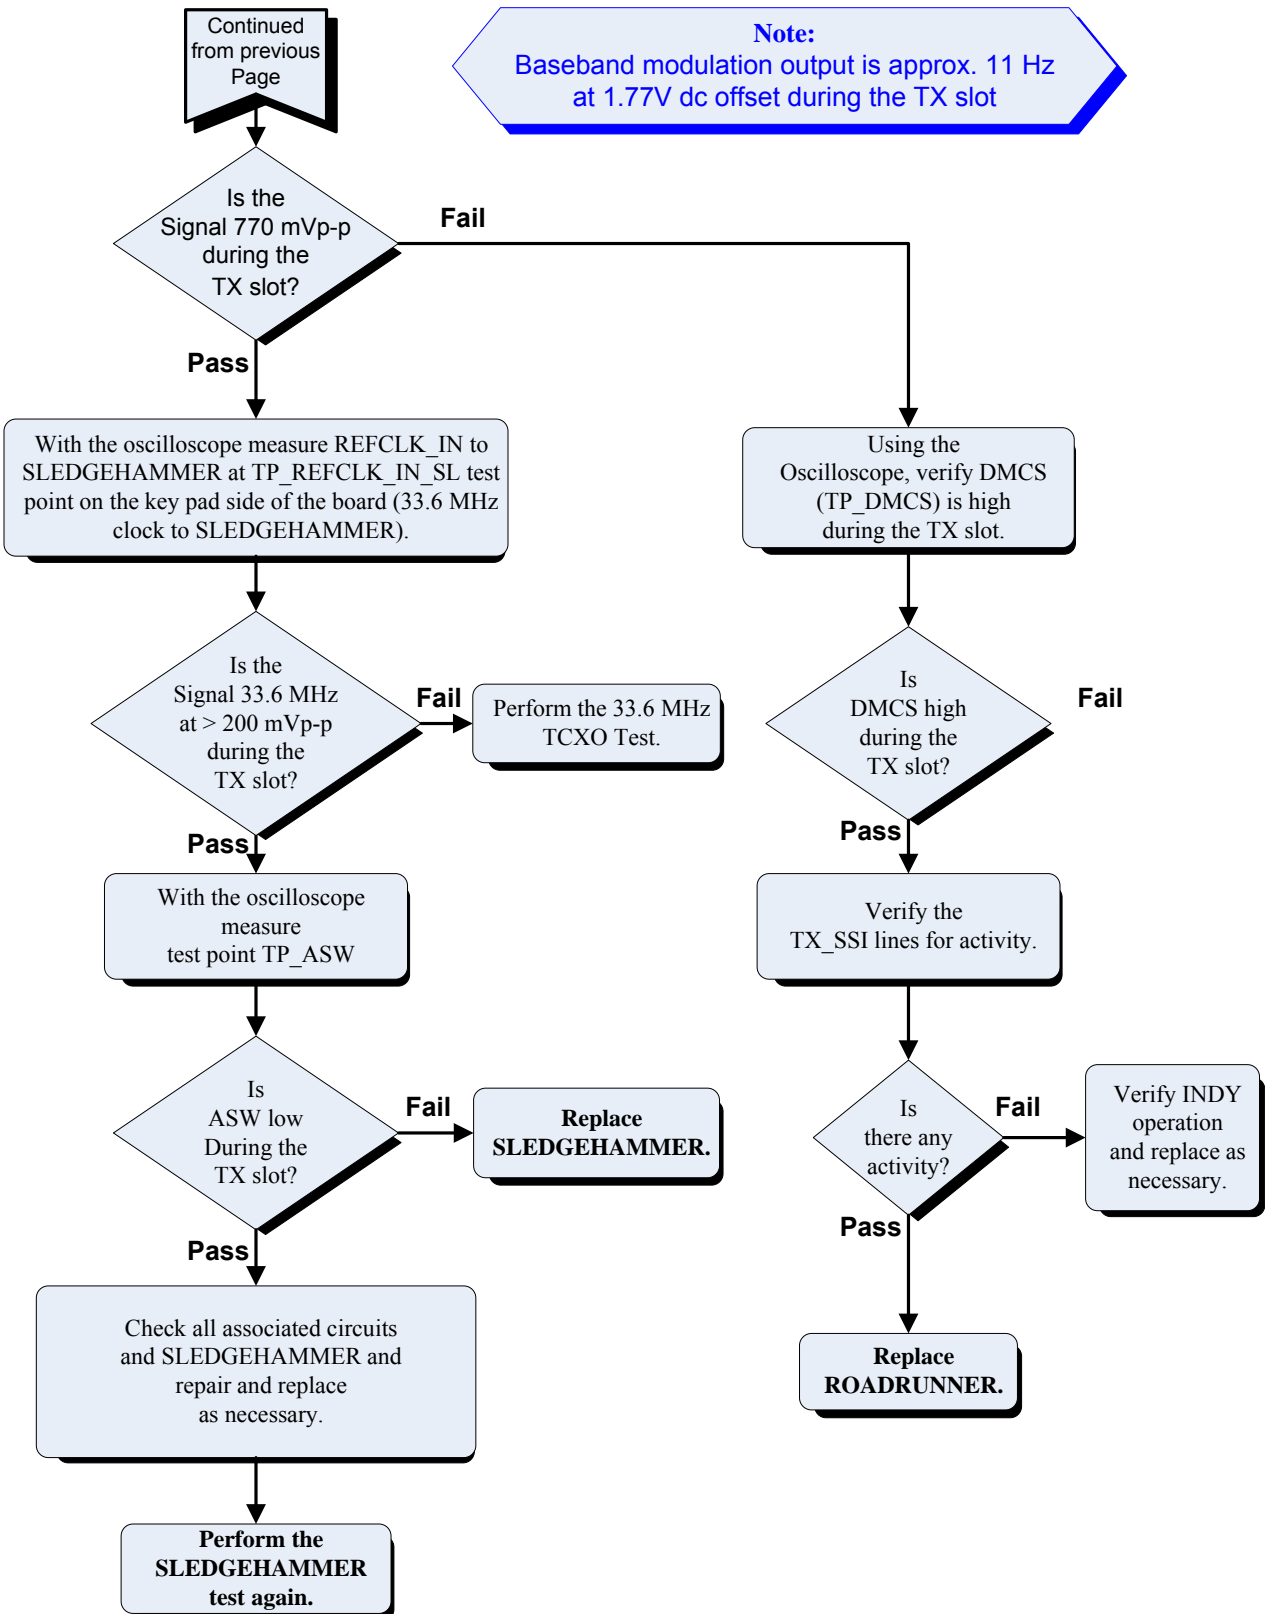 Continued
from previous
Page
Note:
Baseband modulation output is approx. 11 Hz
at 1.77V dc offset during the TX slot
Is the
Signal 770 mVp-p
during the
TX slot?
Fail
Pass
With the oscilloscope measure REFCLK_IN to
SLEDGEHAMMER at TP_REFCLK_IN_SL test
point on the key pad side of the board (33.6 MHz
clock to SLEDGEHAMMER).
Using the
Oscilloscope, verify DMCS
(TP_DMCS) is high
during the TX slot.
Is the
Signal 33.6 MHz
at > 200 mVp-p
during the
TX slot?
Fail
Perform the 33.6 MHz
TCXO Test.
Is
DMCS high
during the
TX slot?
Fail
Pass
Pass
With the oscilloscope
measure
test point TP_ASW
Verify the
TX_SSI lines for activity.
Is
ASW low
During the
TX slot?
Fail
Replace
SLEDGEHAMMER.
Is
there any
activity?
Fail
Verify INDY
operation
and replace as
necessary.
Pass
Pass
Check all associated circuits
and SLEDGEHAMMER and
repair and replace
as necessary.
Replace
ROADRUNNER.
Perform the
SLEDGEHAMMER
test again.